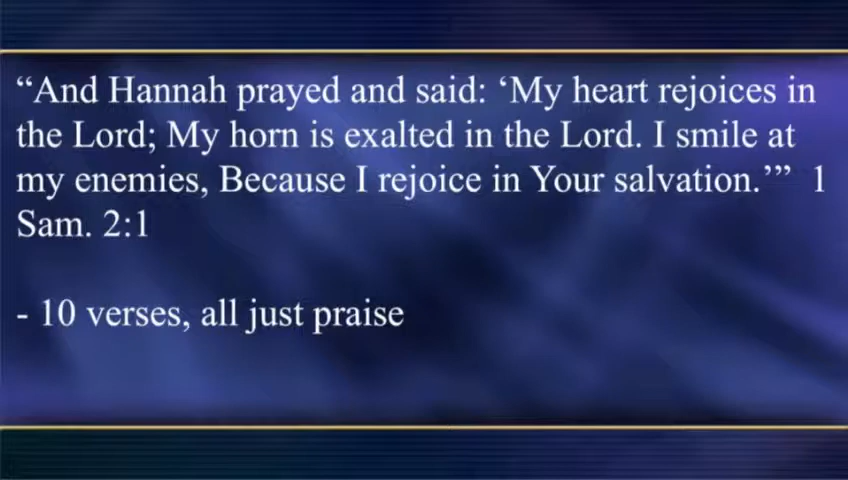 “And Hannah prayed and said: ‘My heart rejoices in
the Lord; My horn is exalted in the Lord. I smile at
my enemies, Because I rejoice in Your salvation.’” 1
Sam. 2:1
- 10 verses, all just praise